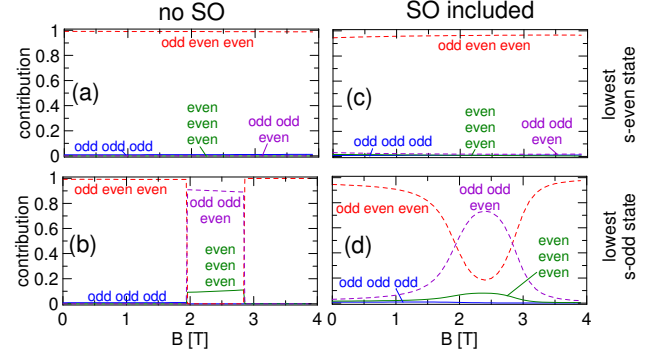 no SO
SO included
1
0.8
0.6
0.4
0.2
0
contribution
odd even even
(a)
even
even
even
odd odd
even
odd odd odd
odd even even
(c)
even
even
even
odd odd
even
odd odd odd
lowest
s-even state
1
0.8
0.6
0.4
0.2
0
contribution
odd even even
odd odd
even
(b)
even
even
even
odd odd odd
0 1 2 3 4
B [T]
odd odd
even
odd even even
(d)
even
even
even
odd odd odd
0 1 2 3 4
B [T]
lowest
s-odd state